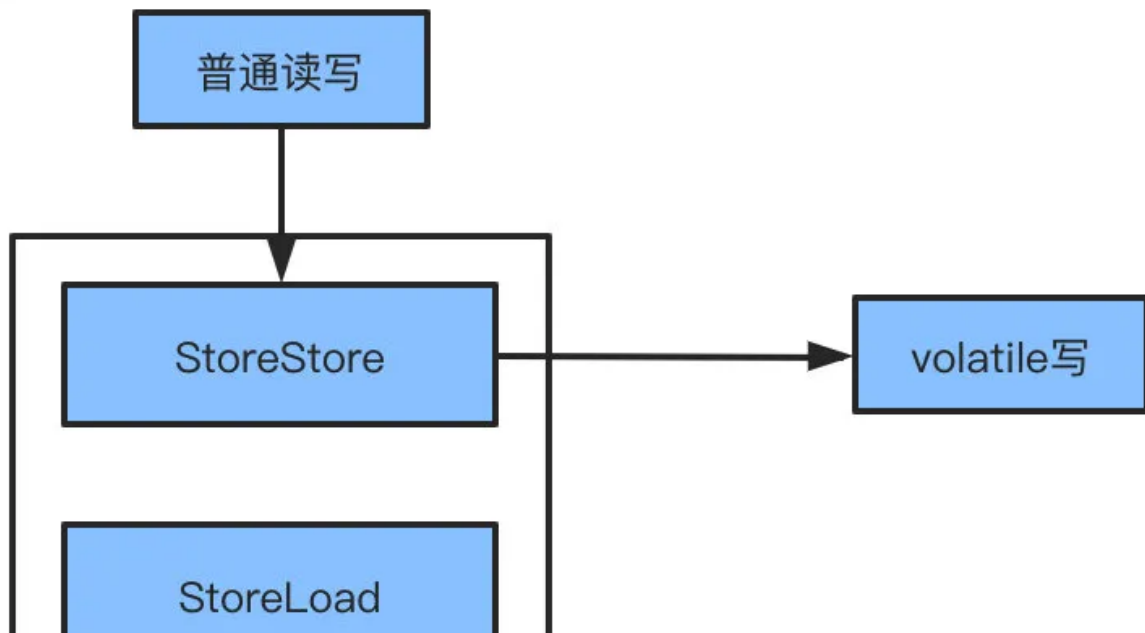 普通读写
StoreStore
volatile写
StoreLoad